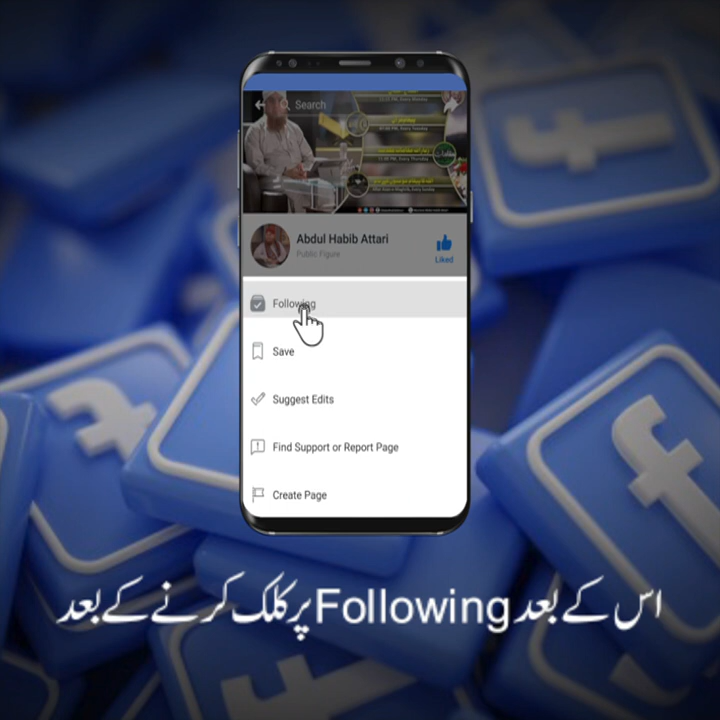 Search
Abdul Habib Attari
Public Figure
Liked
Following
Save
Suggest Edits
Find Support or Report Page
Create Page
اس کے بعد Following پر کلک کرنے کے بعد